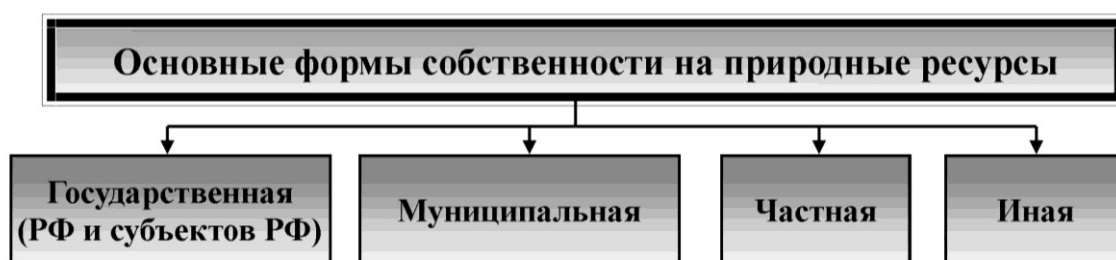 Основные формы собственности на природные ресурсы
Государственная
(РФ и субъектов РФ)
Муниципальная
Частная
Иная